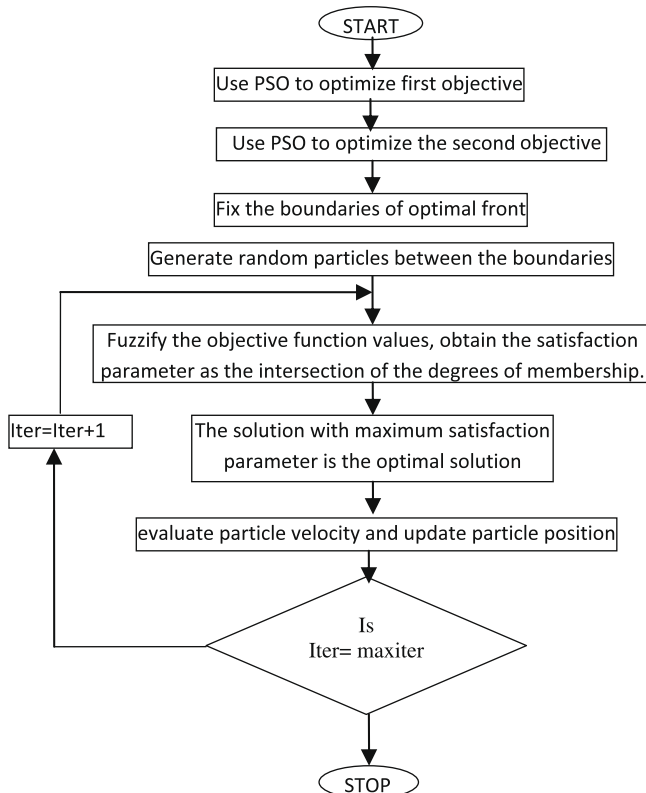 START
Use PSO to optimize first objective
Use PSO to optimize the second objective
Fix the boundaries of optimal front
Generate random particles between the boundaries
Fuzzify the objective function values, obtain the satisfaction
parameter as the intersection of the degrees of membership.
Iter=Iter+1
The solution with maximum satisfaction
parameter is the optimal solution
evaluate particle velocity and update particle position
Is
Iter= maxiter
STOP